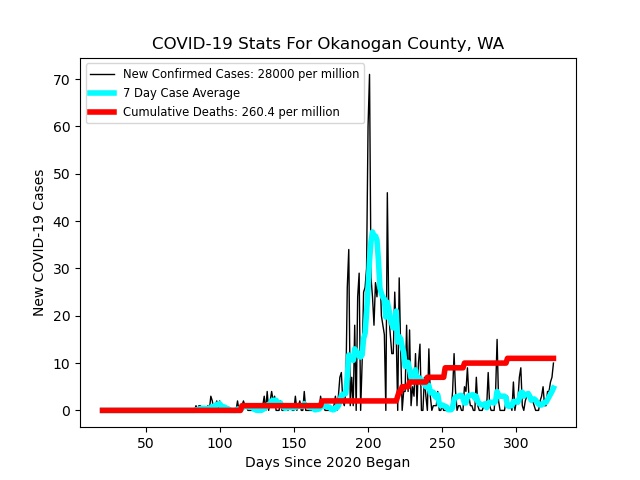 COVID-19 Stats For Okanogan County, WA
New Confirmed Cases: 28000 per million
7 Day Case Average
Cumulative Deaths: 260.4 per million
New COVID-19 Cases
70
60
50
40
30
20
10
0
50
100
150
200
250
300
Days Since 2020 Began